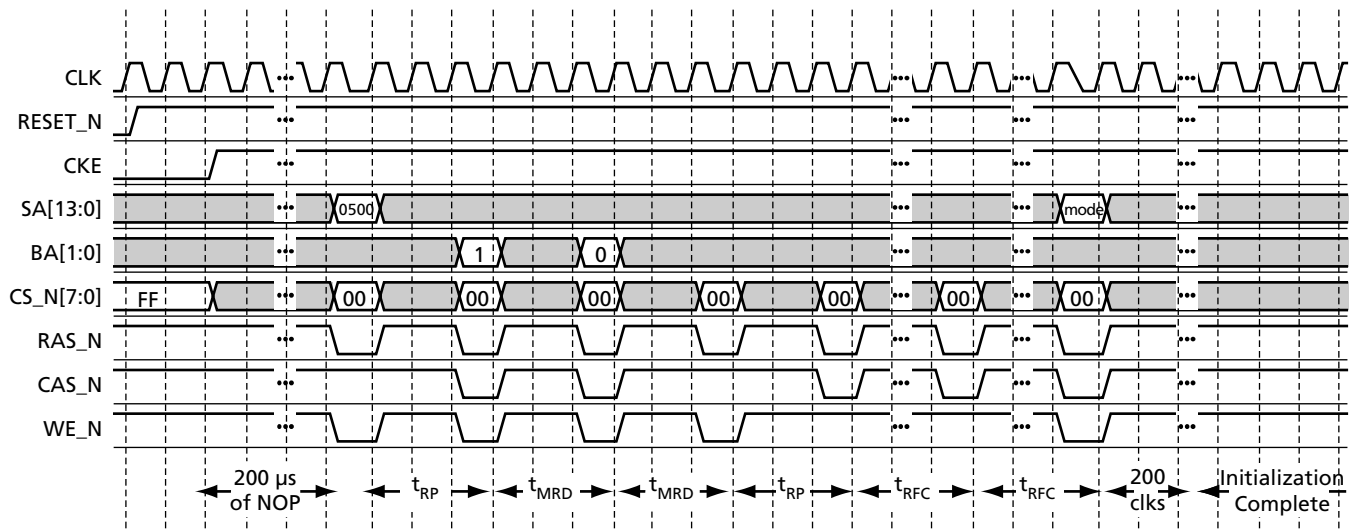 CLK
RESET_N
CKE
SA[13:0] 0500 mode
BA[1:0] 1 0
CS_N[7:0] FF 00 00 00 00 00 00 00
RAS_N
CAS_N
WE_N
200 μs of NOP
tRP
tMRD
tMRD
tRP
tRFC
tRFC
200 clks
Initialization Complete